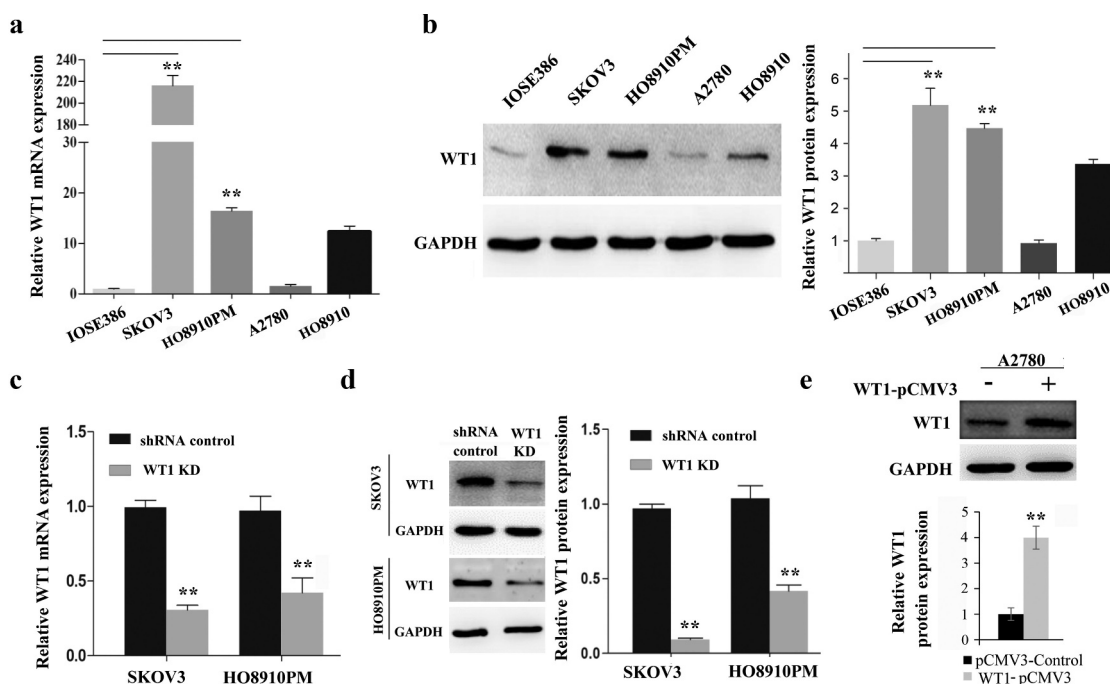 a
Relative WT1 mRNA expression
240
220
200
180
160
140
120
100
30
20
10
0
**
**
IOSE386
SKOV3
HO8910PM
A2780
HO8910
b
IOSE386
SKOV3
HO8910PM
A2780
HO8910
WT1
GAPDH
Relative WT1 protein expression
6
5
4
3
2
1
**
**
IOSE386
SKOV3
HO8910PM
A2780
HO8910
c
Relative WT1 mRNA expression
1.5
1.0
0.5
0.0
shRNA control
WT1 KD
**
**
SKOV3
HO8910PM
d
shRNA control
WT1 KD
SKOV3
WT1
GAPDH
HO8910PM
WT1
GAPDH
Relative WT1 protein expression
1.5
1.0
0.5
0.0
shRNA control
WT1 KD
**
**
SKOV3
HO8910PM
e
A2780
WT1-pCMV3
- +
WT1
GAPDH
Relative WT1
protein expression
5
4
3
2
1
0
**
pCMV3-Control
WT1-pCMV3